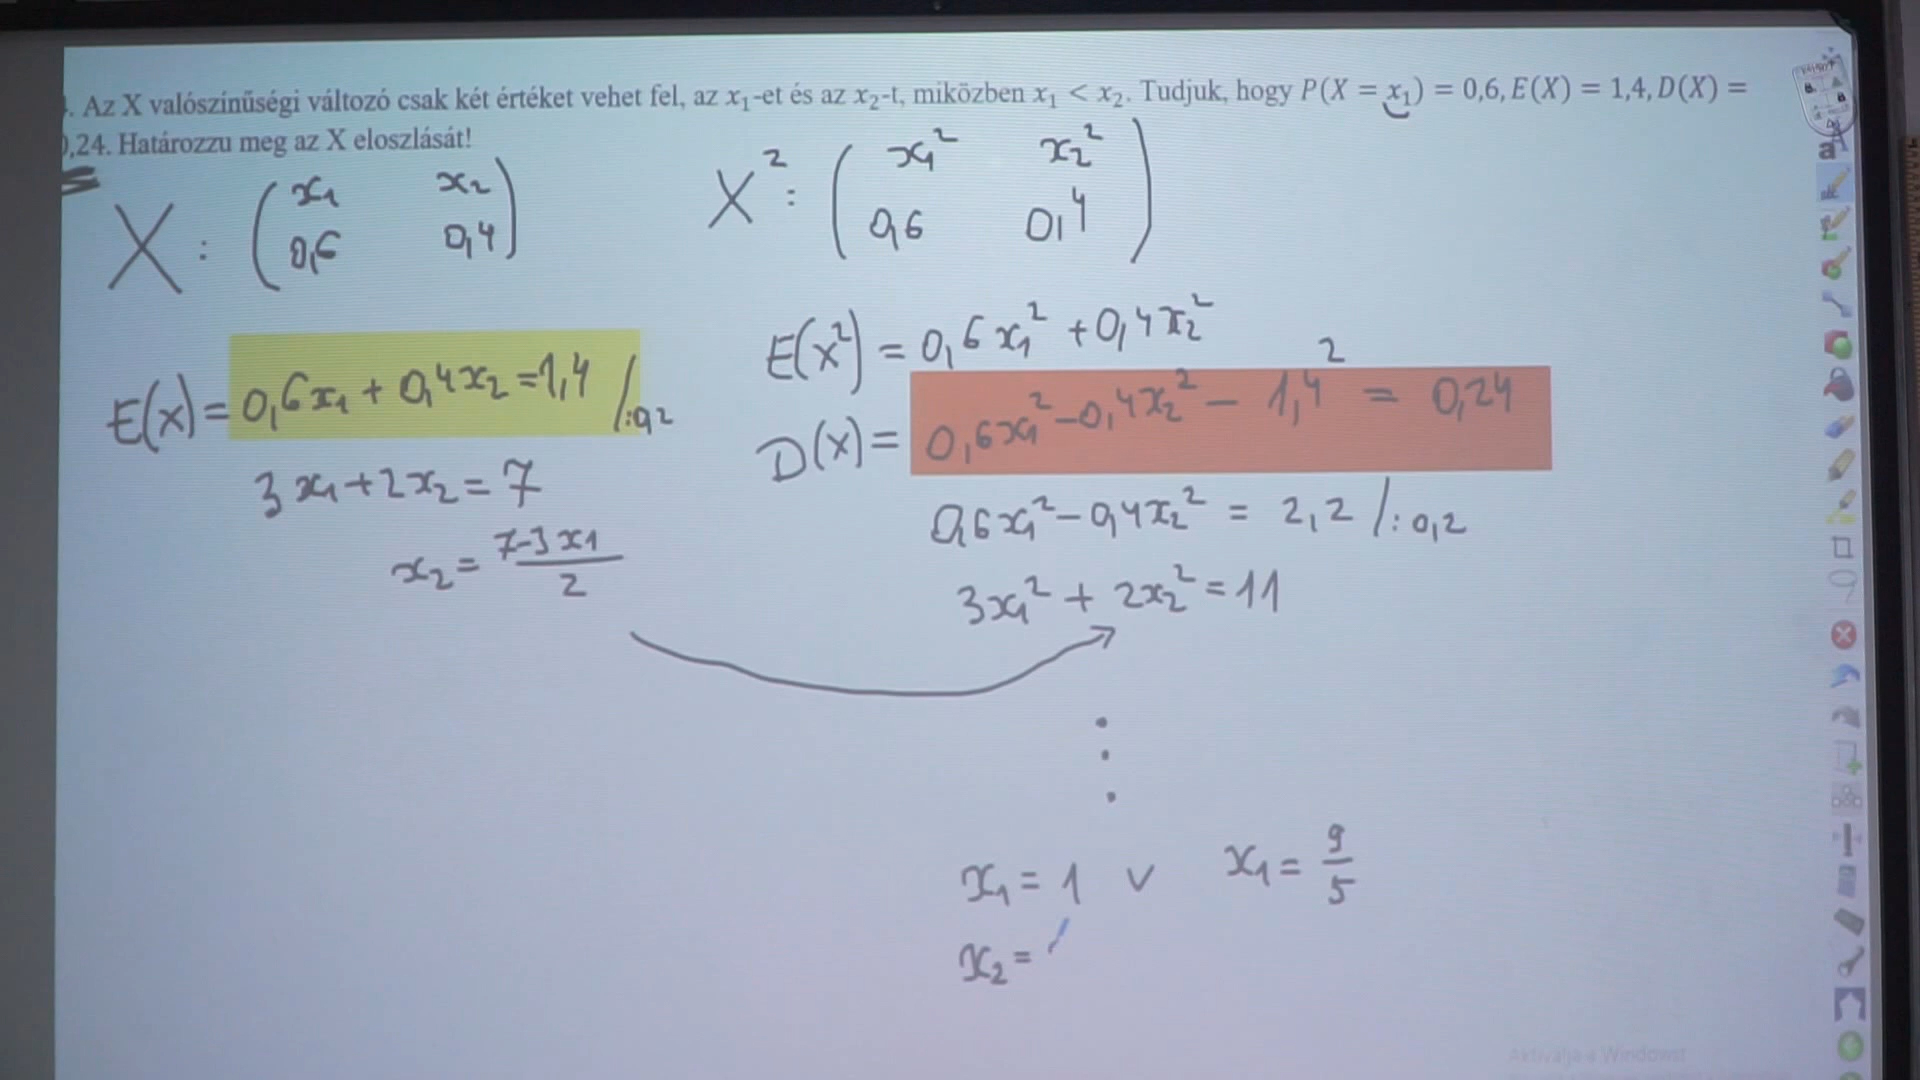 . Az X valószínűségi változó csak két értéket vehet fel, az x₁-et és az x₂-t, miközben x₁ < x₂. Tudjuk, hogy P(X = x₁) = 0,6, E(X) = 1,4, D(X) =
0,24. Határozzu meg az X eloszlását!
X : ( x₁ x₂
0,6 0,4 )
X² : ( x₁² x₂²
0,6 0,4 )
E(X) = 0,6x₁ + 0,4x₂ = 1,4 /:0,2
3x₁ + 2x₂ = 7
x₂ = (7-3x₁)/2
E(X²) = 0,6x₁² + 0,4x₂²
D(X) = 0,6x₁² - 0,4x₂² - 1,4² = 0,24
0,6x₁² - 0,4x₂² = 2,2 /:0,2
3x₁² + 2x₂² = 11
x₁ = 1 ∨ x₁ = 9/5
x₂ =
Aktiválja a Windowst